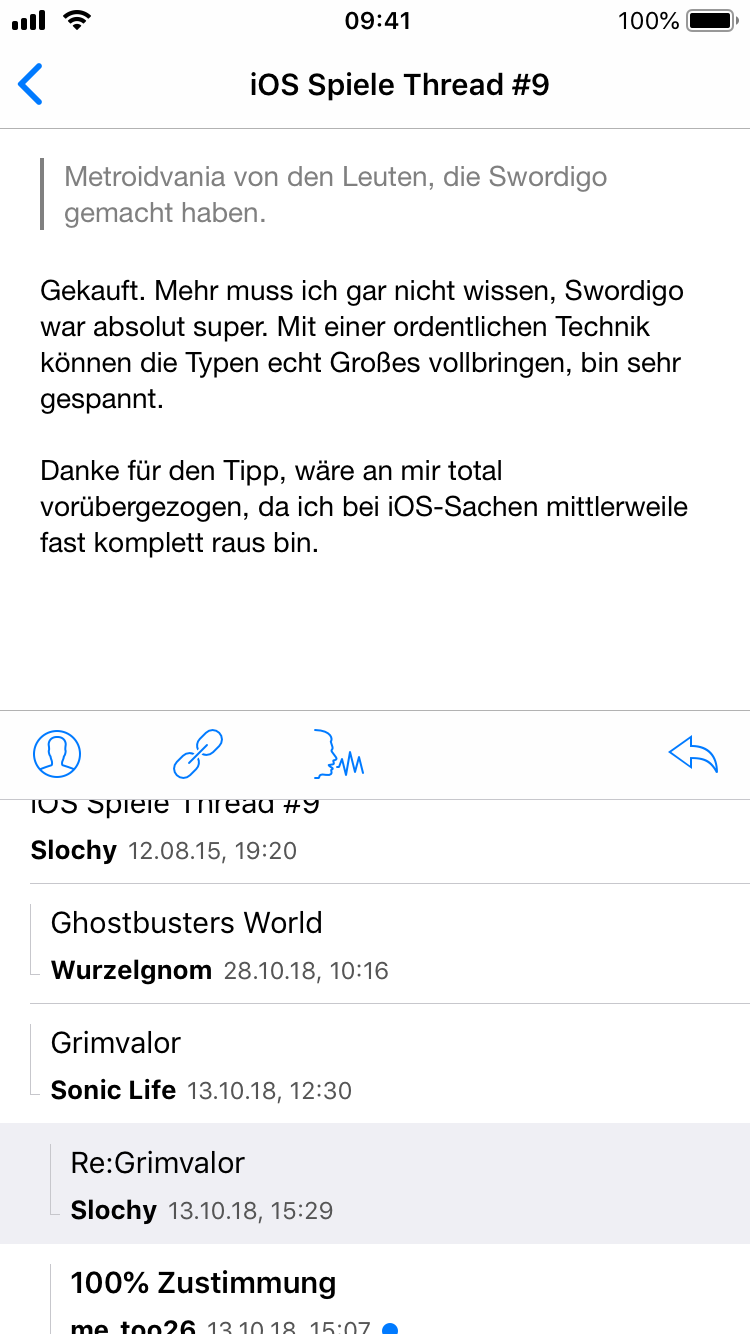 09:41
100%
iOS Spiele Thread #9
Metroidvania von den Leuten, die Swordigo
gemacht haben.
Gekauft. Mehr muss ich gar nicht wissen, Swordigo
war absolut super. Mit einer ordentlichen Technik
können die Typen echt Großes vollbringen, bin sehr
gespannt.
Danke für den Tipp, wäre an mir total
vorübergezogen, da ich bei iOS-Sachen mittlerweile
fast komplett raus bin.
iOS Spiele Thread #9
Slochy 12.08.15, 19:20
Ghostbusters World
Wurzelgnom 28.10.18, 10:16
Grimvalor
Sonic Life 13.10.18, 12:30
Re:Grimvalor
Slochy 13.10.18, 15:29
100% Zustimmung
me_too26 13.10.18, 15:07